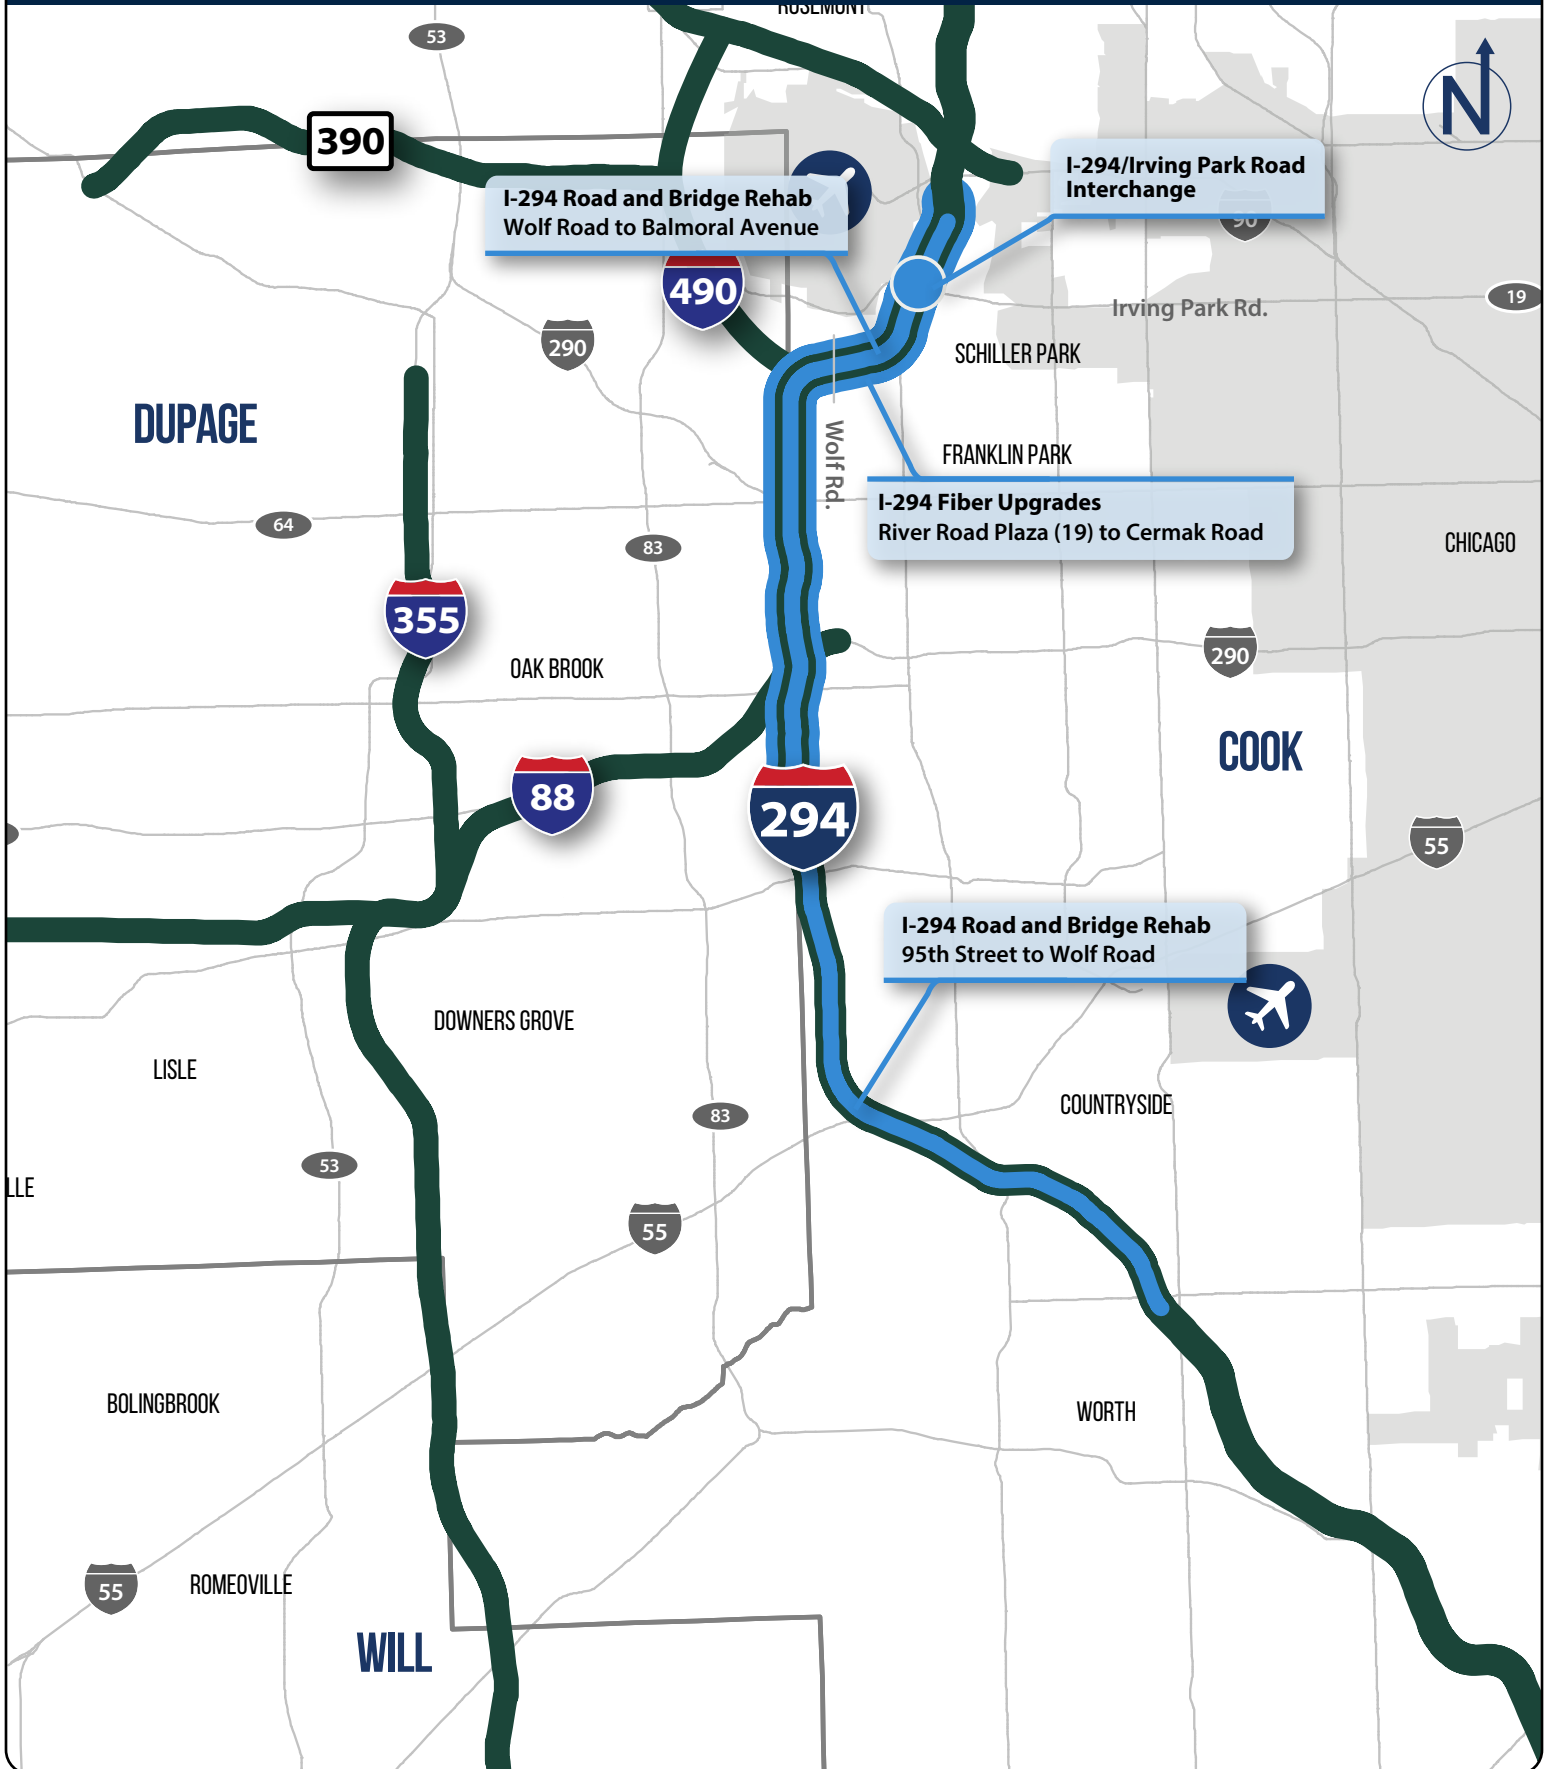 ROSEMONT
53
N
390
I-294/Irving Park Road
Interchange
I-294 Road and Bridge Rehab
Wolf Road to Balmoral Avenue
90
490
19
Irving Park Rd.
290
SCHILLER PARK
DUPAGE
Wolf Rd.
FRANKLIN PARK
I-294 Fiber Upgrades
River Road Plaza (19) to Cermak Road
64
83
CHICAGO
355
290
OAK BROOK
COOK
88
294
55
I-294 Road and Bridge Rehab
95th Street to Wolf Road
DOWNERS GROVE
LISLE
COUNTRYSIDE
83
53
LLE
55
BOLINGBROOK
WORTH
55
ROMEOVILLE
WILL